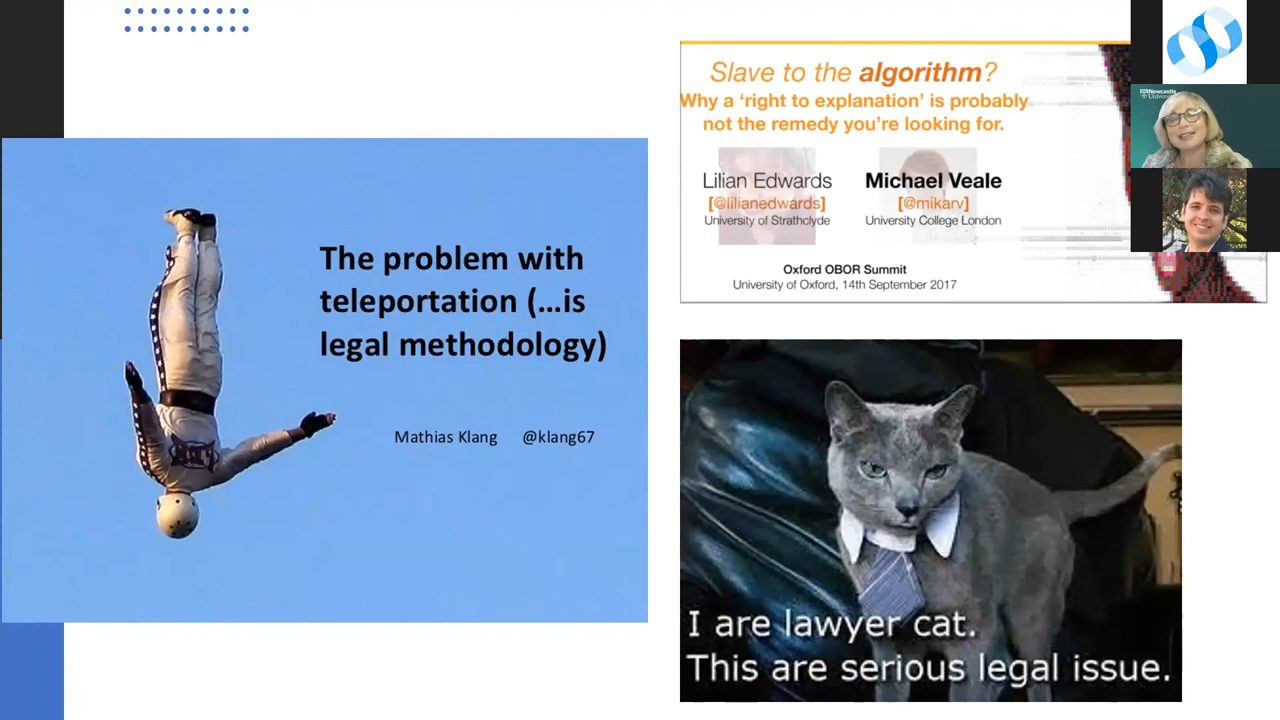 The problem with
teleportation (...is
legal methodology)
Mathias Klang @klang67
Slave to the algorithm?
Why a ‘right to explanation’ is probably
not the remedy you’re looking for.
Lilian Edwards
[@lilianedwards]
University of Strathclyde
Michael Veale
[@mikarv]
University College London
Oxford OBOR Summit
University of Oxford, 14th September 2017
Newcastle
University
I are lawyer cat.
This are serious legal issue.